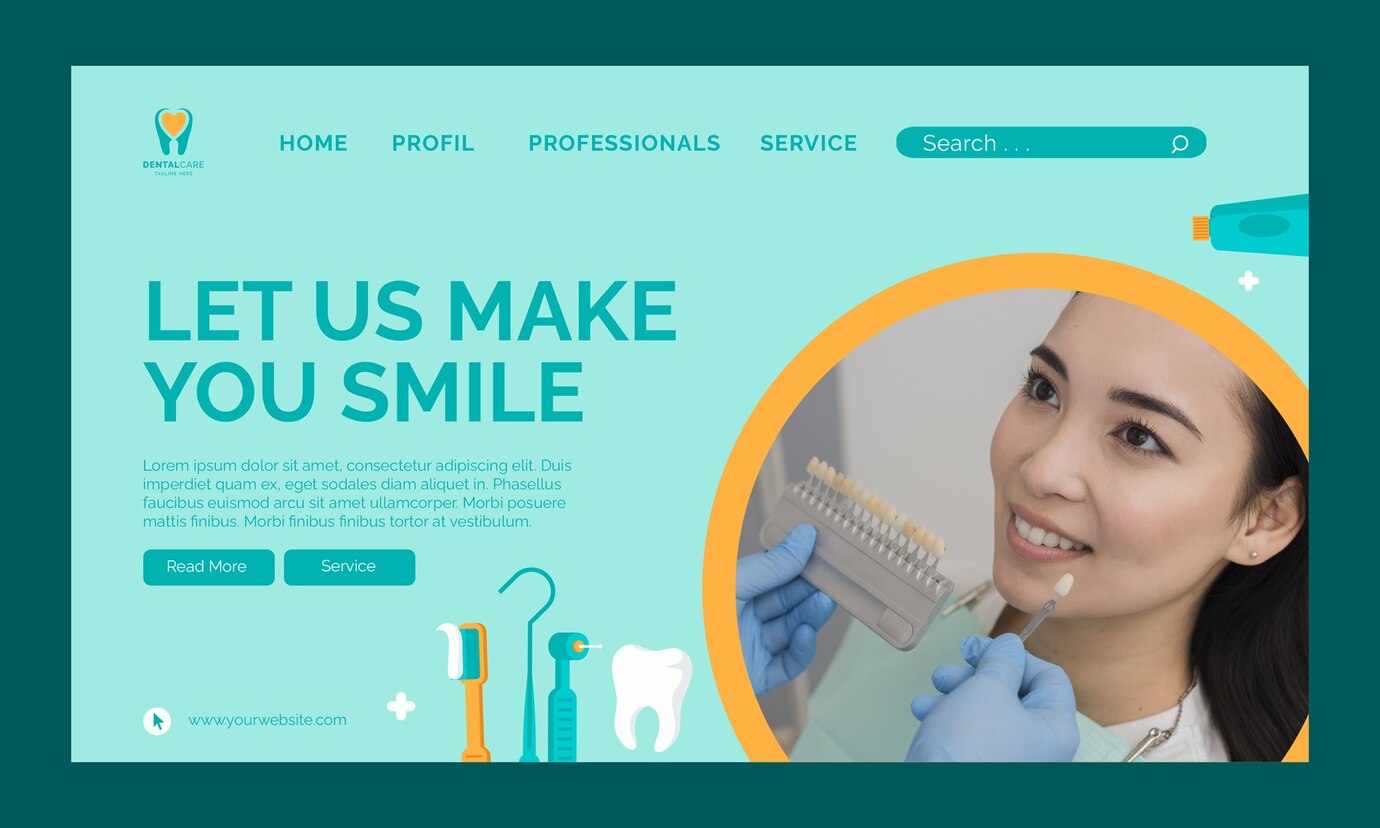 DENTALCARE
TAGLINE HERE
HOME
PROFIL
PROFESSIONALS
SERVICE
Search . . .
LET US MAKE
YOU SMILE
Lorem ipsum dolor sit amet, consectetur adipiscing elit. Duis
imperdiet quam ex, eget sodales diam aliquet in. Phasellus
faucibus euismod arcu sit amet ullamcorper. Morbi posuere
mattis finibus. Morbi finibus finibus tortor at vestibulum.
Read More
Service
www.yourwebsite.com